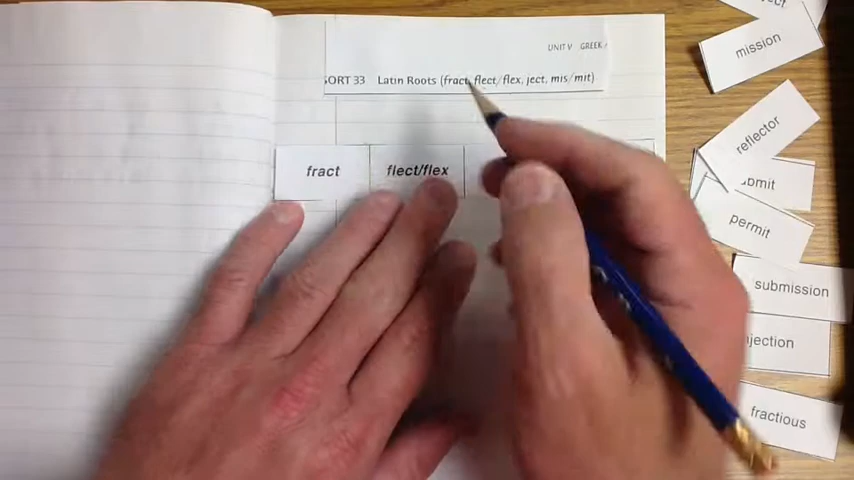 UNIT V GREEK
SORT 33 Latin Roots (fract, flect/flex, ject, mis/mit)
fract
flect/flex
mission
reflector
permit
submission
fractious